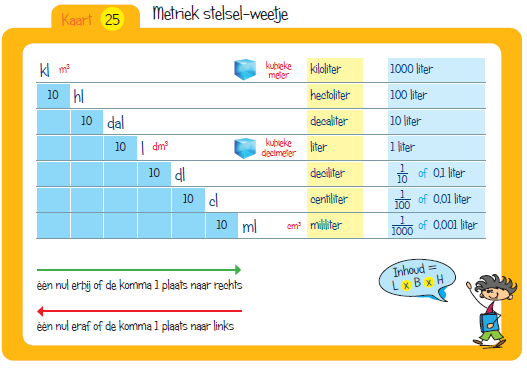 Kaart 25 Metriek stelsel-weetje
kl m³ kubieke meter kiloliter 1000 liter
10 hl hectoliter 100 liter
10 dal decaliter 10 liter
10 l dm³ kubieke decimeter liter 1 liter
10 dl deciliter 1/10 of 0,1 liter
10 cl centiliter 1/100 of 0,01 liter
10 ml cm³ mililiter 1/1000 of 0,001 liter
één nul erbij of de komma 1 plaats naar rechts
één nul eraf of de komma 1 plaats naar links
Inhoud =
L x B x H